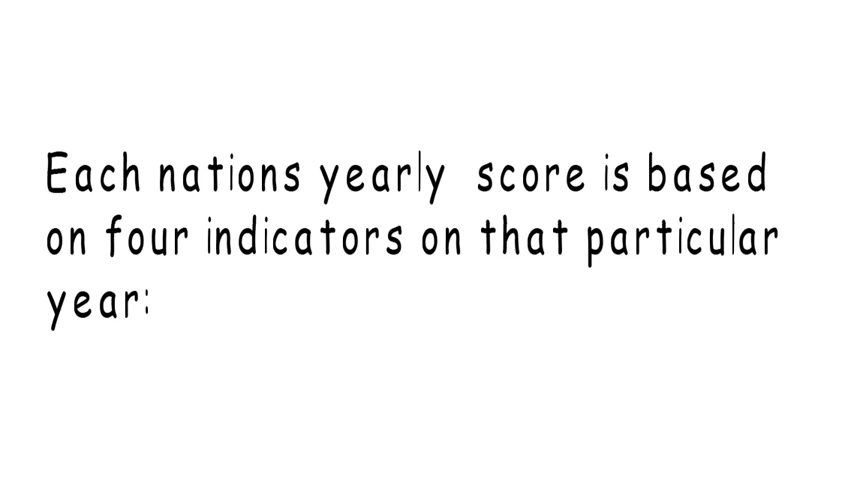 Each nations yearly  score is based
on four indicators on that particular
year: